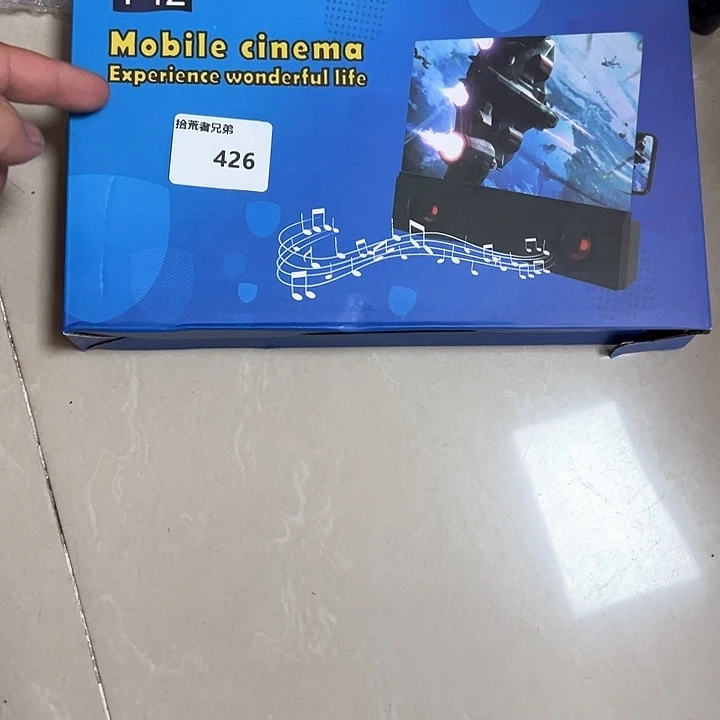 Mobile cinema
Experience wonderful life
拾荒者兄弟
426